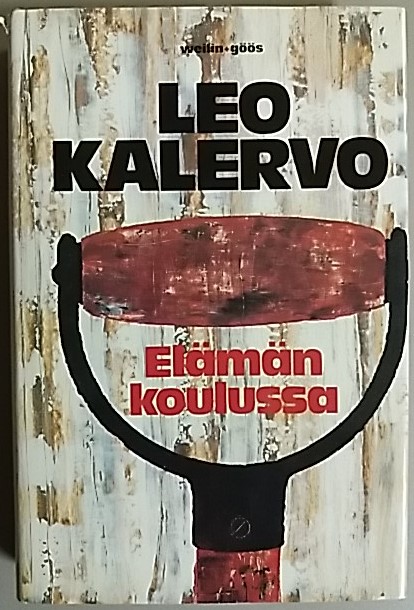 weilin+göös
LEO
KALERVO
Elämän
koulussa